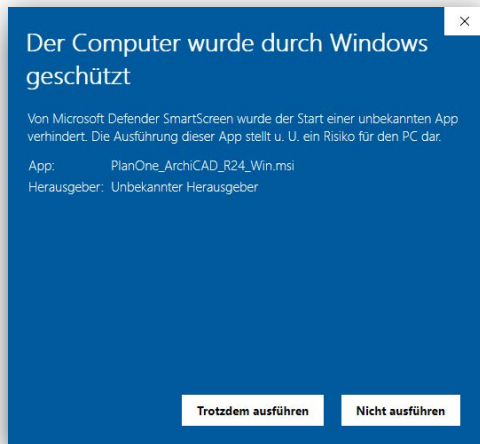 Der Computer wurde durch Windows
geschützt
Von Microsoft Defender SmartScreen wurde der Start einer unbekannten App
verhindert. Die Ausführung dieser App stellt u. U. ein Risiko für den PC dar.
App: PlanOne_ArchiCAD_R24_Win.msi
Herausgeber: Unbekannter Herausgeber
Trotzdem ausführen Nicht ausführen